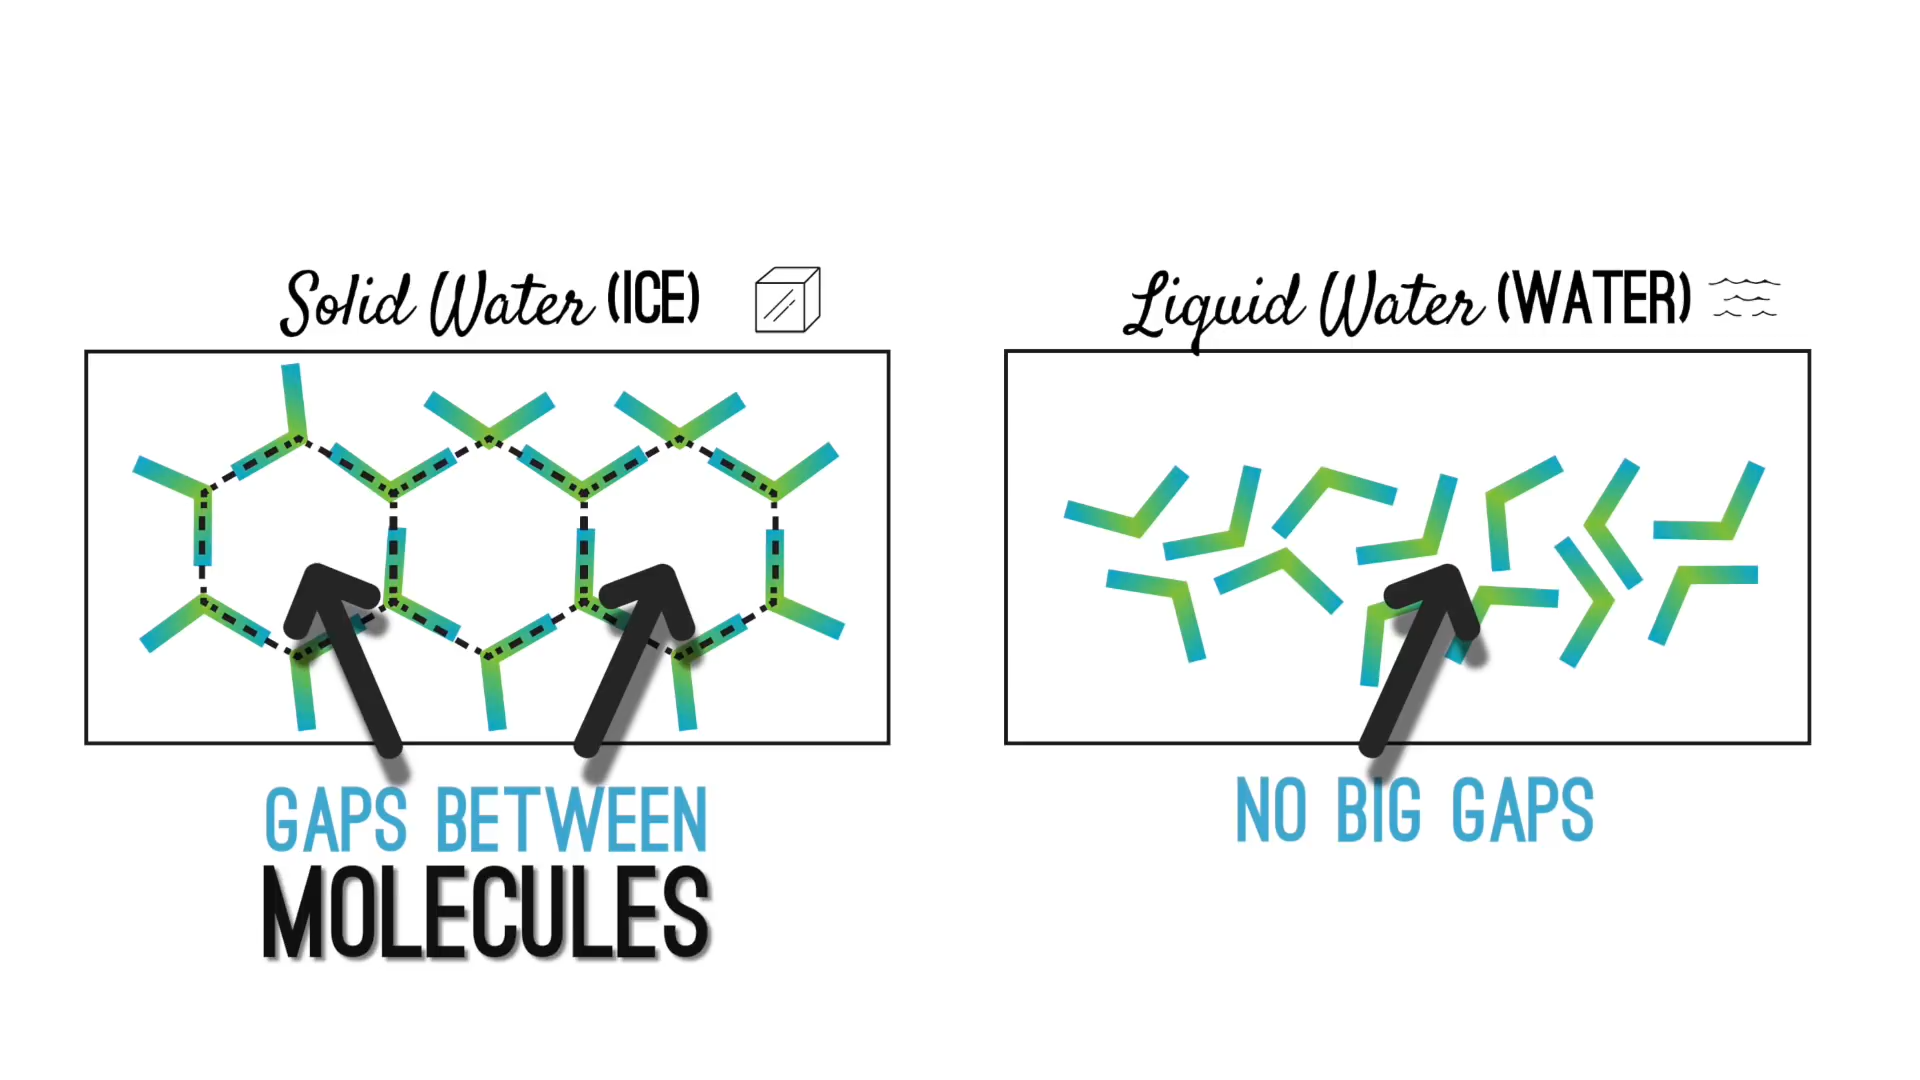 Solid Water (ICE)
Liquid Water (WATER)
GAPS BETWEEN
MOLECULES
NO BIG GAPS